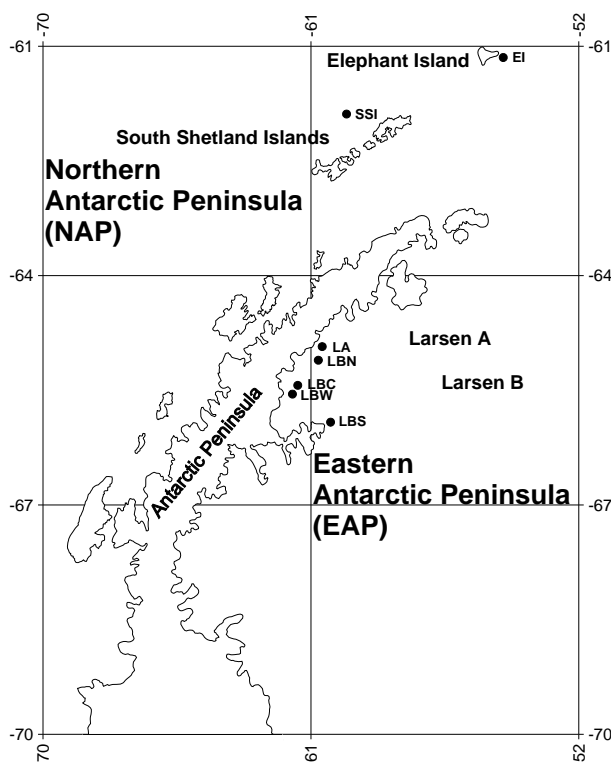 -70
-61
-52
-61
-61
Elephant Island
EI
SSI
South Shetland Islands
Northern
Antarctic Peninsula
(NAP)
-64
-64
Larsen A
LA
LBN
Larsen B
LBC
LBW
LBS
Antarctic Peninsula
Eastern
Antarctic Peninsula
(EAP)
-67
-67
-70
-70
70
61
52